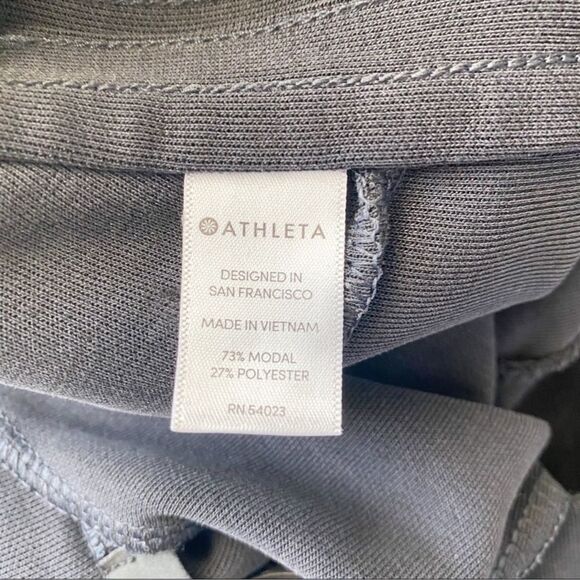 ATHLETA
DESIGNED IN
SAN FRANCISCO
MADE IN VIETNAM
73% MODAL
27% POLYESTER
RN 54023